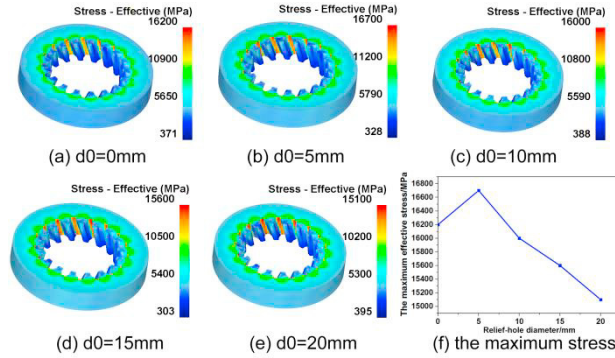 Stress - Effective (MPa)
16200
10900
5650
371
(a) d0=0mm
Stress - Effective (MPa)
16700
11200
5790
328
(b) d0=5mm
Stress - Effective (MPa)
16000
10800
5590
388
(c) d0=10mm
Stress - Effective (MPa)
15600
10500
5400
303
(d) d0=15mm
Stress - Effective (MPa)
15100
10200
5300
395
(e) d0=20mm
The maximum effective stress/MPa
16800
16600
16400
16200
16000
15800
15600
15400
15200
15000
0 5 10 15 20
Relief-hole diameter/mm
(f) the maximum stress